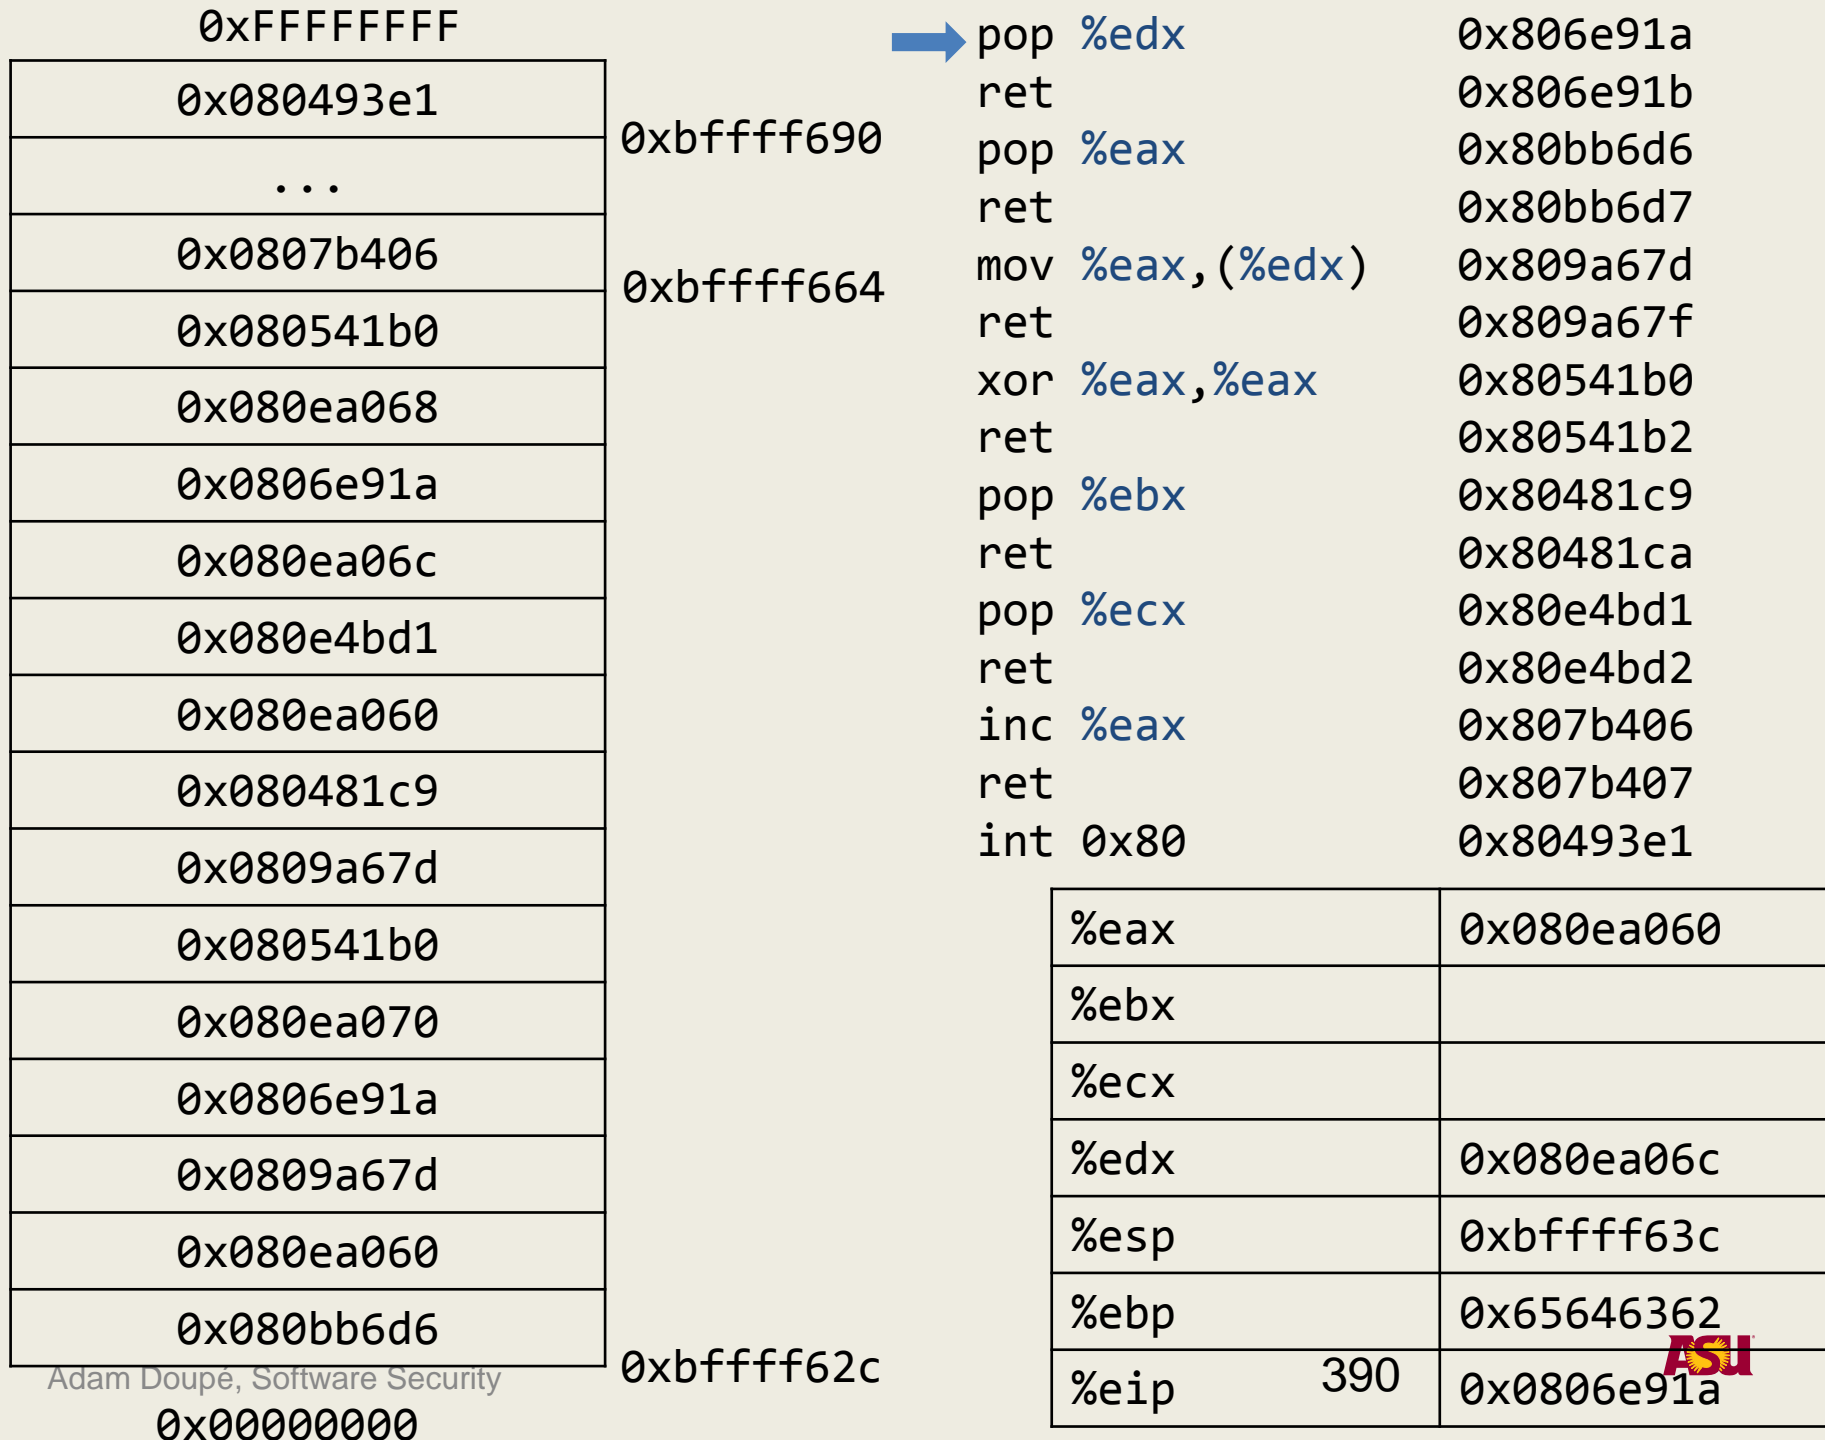 0xFFFFFFFF
0x080493e1
0xbffff690
...
0x0807b406
0xbffff664
0x080541b0
0x080ea068
0x0806e91a
0x080ea06c
0x080e4bd1
0x080ea060
0x080481c9
0x0809a67d
0x080541b0
0x080ea070
0x0806e91a
0x0809a67d
0x080ea060
0x080bb6d6
0xbffff62c
Adam Doupé, Software Security
0x00000000
pop %edx 0x806e91a
ret 0x806e91b
pop %eax 0x80bb6d6
ret 0x80bb6d7
mov %eax,(%edx) 0x809a67d
ret 0x809a67f
xor %eax,%eax 0x80541b0
ret 0x80541b2
pop %ebx 0x80481c9
ret 0x80481ca
pop %ecx 0x80e4bd1
ret 0x80e4bd2
inc %eax 0x807b406
ret 0x807b407
int 0x80 0x80493e1
%eax 0x080ea060
%ebx
%ecx
%edx 0x080ea06c
%esp 0xbffff63c
%ebp 0x65646362
%eip 0x0806e91a
390
ASU